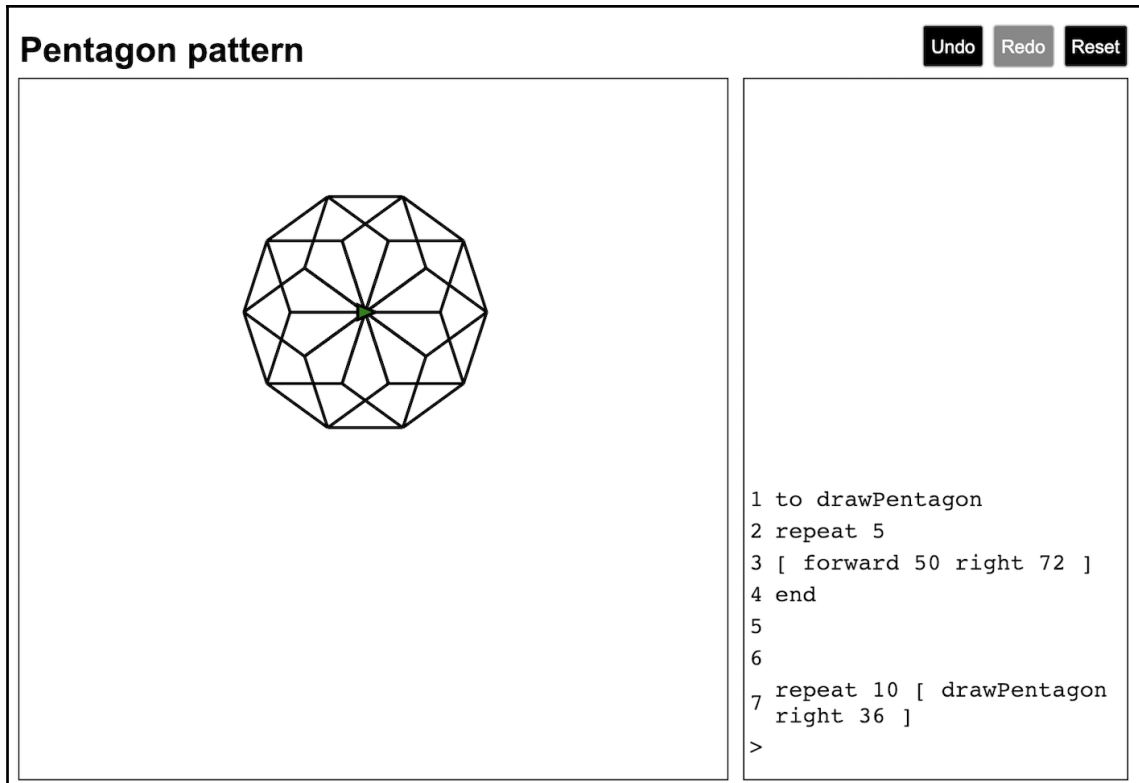 Pentagon pattern
Undo Redo Reset
1 to drawPentagon
2 repeat 5
3 [ forward 50 right 72 ]
4 end
5
6
7 repeat 10 [ drawPentagon
right 36 ]
>